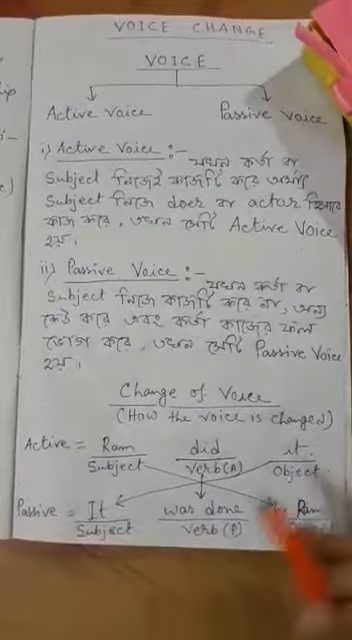 VOICE CHANGE
VOICE
Active Voice Passive Voice
i) Active Voice :- যখন কর্তা বা
Subject নিজেই কাজটি করে অর্থাৎ
Subject নিজে doer বা actor হিসাবে
কাজ করে, তখন সেটি Active Voice
হয়।
ii) Passive Voice :- যখন কর্তা বা
Subject নিজে কাজটি করে না, অন্য
কেউ করে এবং কর্তা কাজের ফল
ভোগ করে, তখন সেটি Passive Voice
হয়।
Change of Voice
(How the voice is changed)
Active = Ram did it.
Subject Verb(A) Object
Passive = It was done Ram
Subject Verb(P)